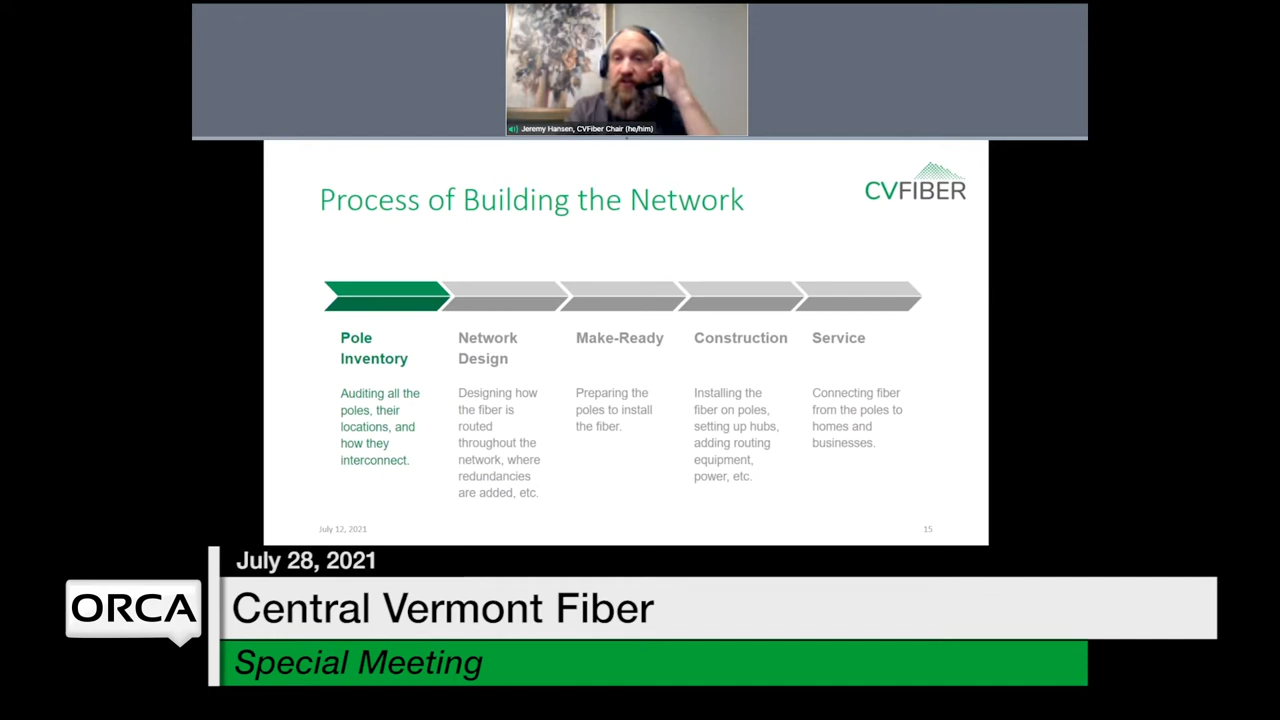 Jeremy Hansen, CVFiber Chair (he/him)
CVFIBER
Process of Building the Network
Pole
Inventory
Auditing all the
poles, their
locations, and
how they
interconnect.
Network
Design
Designing how
the fiber is
routed
throughout the
network, where
redundancies
are added, etc.
Make-Ready
Preparing the
poles to install
the fiber.
Construction
Installing the
fiber on poles,
setting up hubs,
adding routing
equipment,
power, etc.
Service
Connecting fiber
from the poles to
homes and
businesses.
July 12, 2021
15
July 28, 2021
ORCA
Central Vermont Fiber
Special Meeting